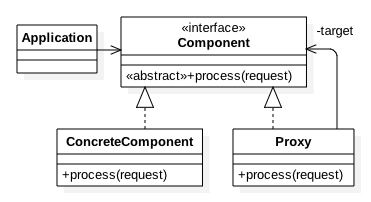 «interface»
Application
Component
-target
«abstract»+process(request)
ConcreteComponent
Proxy
+process(request)
+process(request)